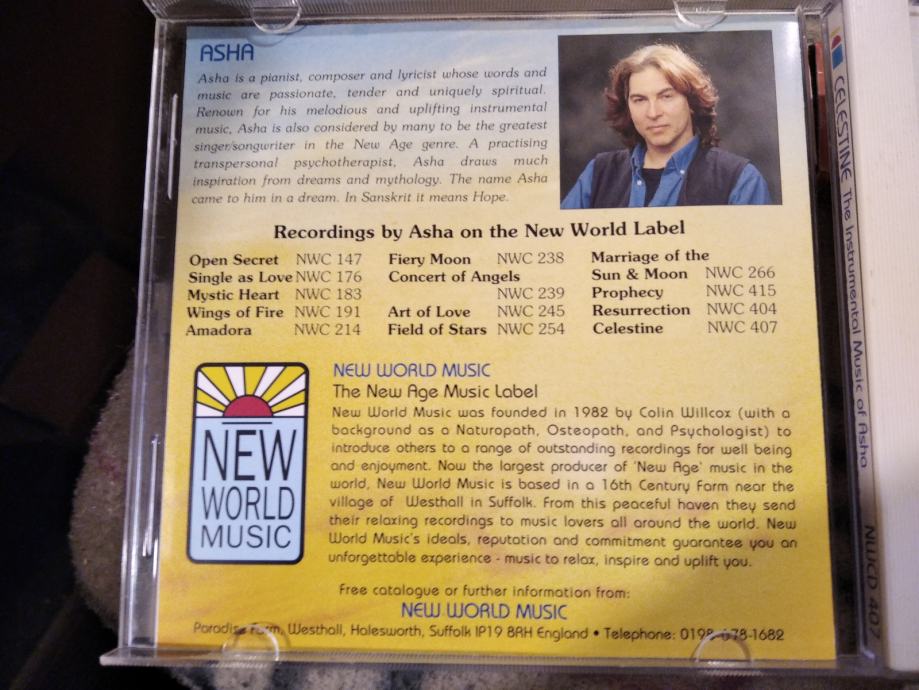 ASHA
Asha is a pianist, composer and lyricist whose words and
music are passionate, tender and uniquely spiritual.
Renown for his melodious and uplifting instrumental
music, Asha is also considered by many to be the greatest
singer/songwriter in the New Age genre. A practising
transpersonal psychotherapist, Asha draws much
inspiration from dreams and mythology. The name Asha
came to him in a dream. In Sanskrit it means Hope.
Recordings by Asha on the New World Label
Open Secret NWC 147
Single as Love NWC 176
Mystic Heart NWC 183
Wings of Fire NWC 191
Amadora NWC 214
Fiery Moon NWC 238
Concert of Angels
NWC 239
Art of Love NWC 245
Field of Stars NWC 254
Marriage of the
Sun & Moon NWC 266
Prophecy NWC 415
Resurrection NWC 404
Celestine NWC 407
NEW
WORLD
MUSIC
NEW WORLD MUSIC
The New Age Music Label
New World Music was founded in 1982 by Colin Willcox (with a
background as a Naturopath, Osteopath, and Psychologist) to
introduce others to a range of outstanding recordings for well being
and enjoyment. Now the largest producer of 'New Age' music in the
world, New World Music is based in a 16th Century Farm near the
village of Westhall in Suffolk. From this peaceful haven they send
their relaxing recordings to music lovers all around the world. New
World Music's ideals, reputation and commitment guarantee you an
unforgettable experience - music to relax, inspire and uplift you.
Free catalogue or further information from:
NEW WORLD MUSIC
Paradise Farm, Westhall, Halesworth, Suffolk IP19 8RH England • Telephone: 0198-678-1682
CELESTINE The Instrumental Music of Asha NWCD 407